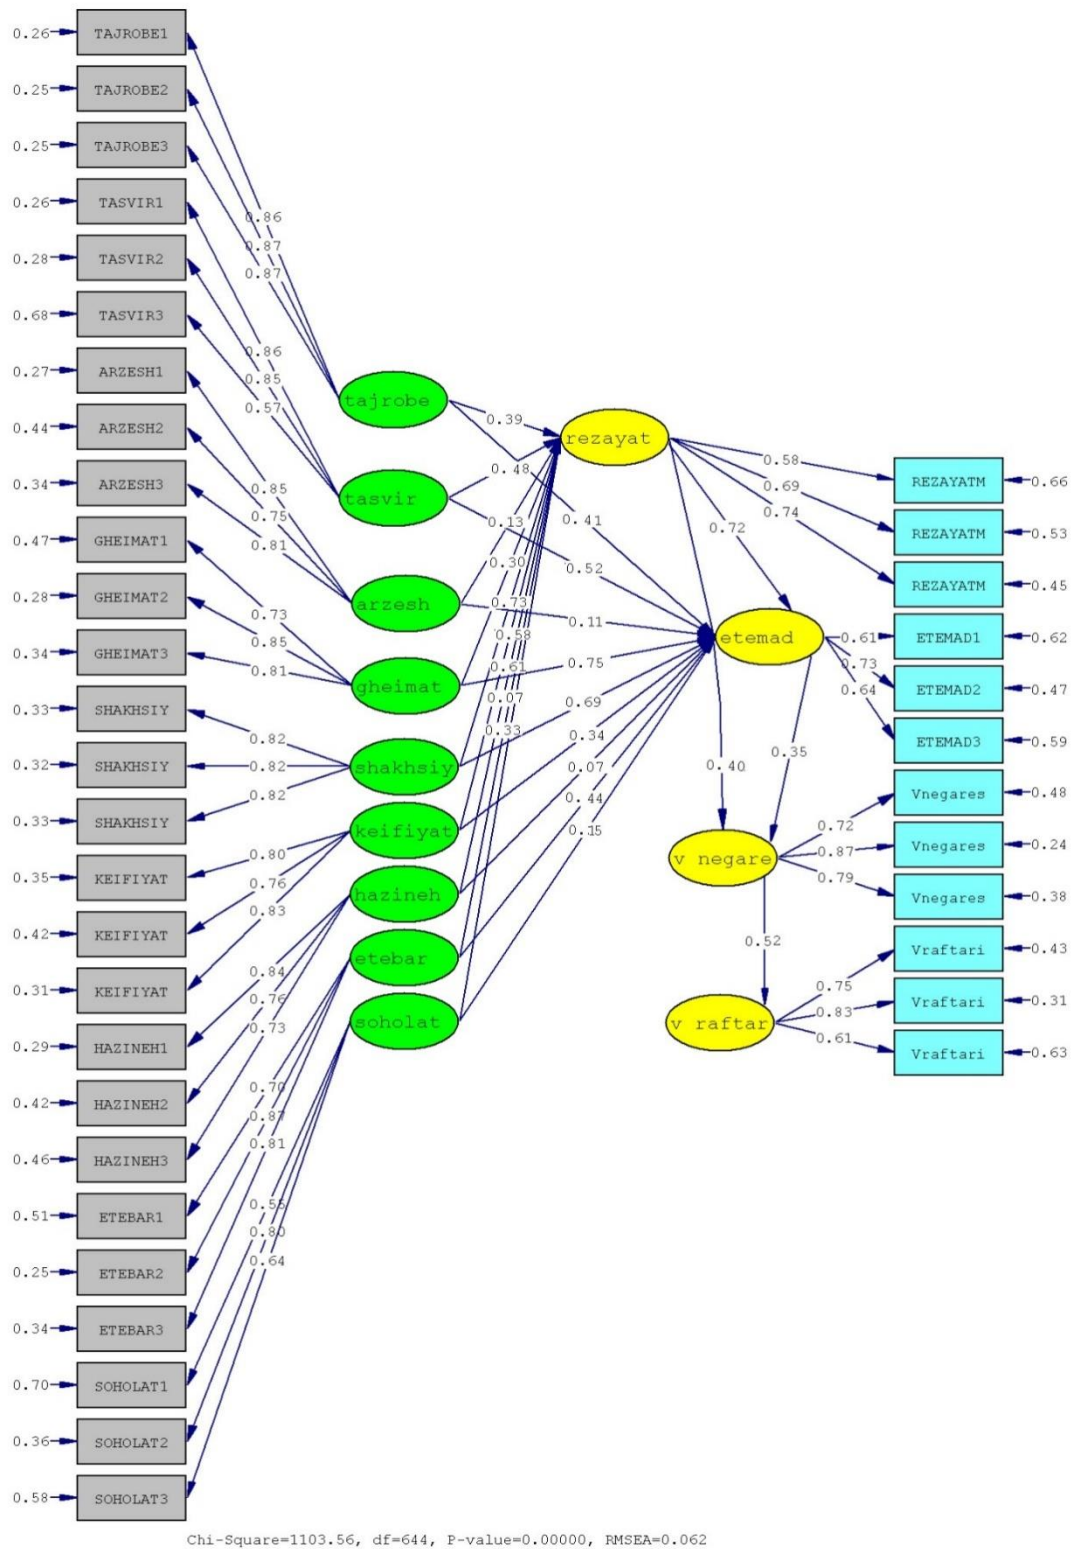 0.26 TAJROBE1
0.25 TAJROBE2
0.25 TAJROBE3
0.26 TASVIR1
0.28 TASVIR2
0.68 TASVIR3
0.27 ARZESH1
0.44 ARZESH2
0.34 ARZESH3
0.47 GHEIMAT1
0.28 GHEIMAT2
0.34 GHEIMAT3
0.33 SHAKHSIY
0.32 SHAKHSIY
0.33 SHAKHSIY
0.35 KEIFIYAT
0.42 KEIFIYAT
0.31 KEIFIYAT
0.29 HAZINEH1
0.42 HAZINEH2
0.46 HAZINEH3
0.51 ETEBAR1
0.25 ETEBAR2
0.34 ETEBAR3
0.70 SOHOLAT1
0.36 SOHOLAT2
0.58 SOHOLAT3
0.86
0.87
0.87
0.86
0.85
0.57
0.85
0.75
0.81
0.73
0.85
0.81
0.82
0.82
0.82
0.80
0.76
0.83
0.84
0.76
0.73
0.70
0.87
0.81
0.55
0.80
0.64
tajrobe
tasvir
arzesh
gheimat
shakhsiy
keifiyat
hazineh
etebar
soholat
0.39
0.48
0.13
0.30
0.73
0.58
0.61
0.07
0.33
0.41
0.52
0.11
0.75
0.69
0.34
0.07
0.44
0.15
rezayat
etemad
v negare
v raftar
0.72
0.40
0.35
0.52
0.58
0.69
0.74
0.61
0.73
0.64
0.72
0.87
0.79
0.75
0.83
0.61
REZAYATM 0.66
REZAYATM 0.53
REZAYATM 0.45
ETEMAD1 0.62
ETEMAD2 0.47
ETEMAD3 0.59
Vnegares 0.48
Vnegares 0.24
Vnegares 0.38
Vraftari 0.43
Vraftari 0.31
Vraftari 0.63
Chi-Square=1103.56, df=644, P-value=0.00000, RMSEA=0.062